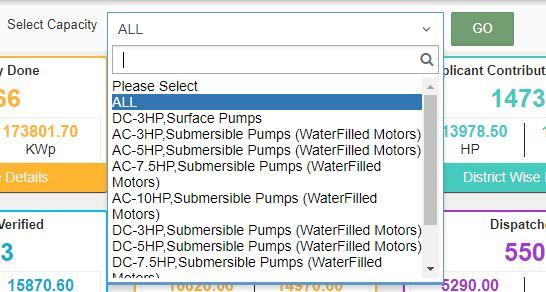 Select Capacity
ALL
GO
Please Select
ALL
DC-3HP,Surface Pumps
AC-3HP,Submersible Pumps (WaterFilled Motors)
AC-5HP,Submersible Pumps (WaterFilled Motors)
AC-7.5HP,Submersible Pumps (WaterFilled
Motors)
AC-10HP,Submersible Pumps (WaterFilled
Motors)
DC-3HP,Submersible Pumps (WaterFilled Motors)
DC-5HP,Submersible Pumps (WaterFilled Motors)
DC-7.5HP,Submersible Pumps (WaterFilled
Motors)
y Done
66
173801.70
KWp
Details
plicant Contribut
1473
13978.50
HP
District Wise
Verified
3
15870.60
16620.00
14970.00
Dispatche
550
5290.00